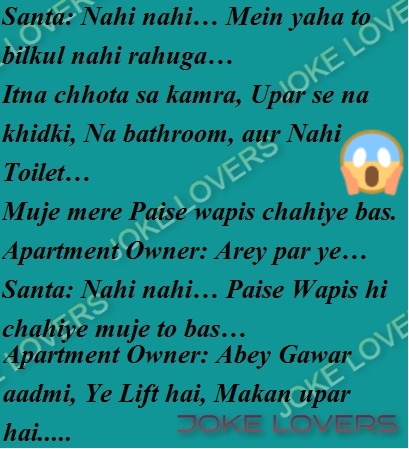 Santa: Nahi nahi… Mein yaha to
bilkul nahi rahuga…
Itna chhota sa kamra, Upar se na
khidki, Na bathroom, aur Nahi
Toilet…
Muje mere Paise wapis chahiye bas.
Apartment Owner: Arey par ye…
Santa: Nahi nahi… Paise Wapis hi
chahiye muje to bas…
Apartment Owner: Abey Gawar
aadmi, Ye Lift hai, Makan upar
hai.....
JOKE LOVERS